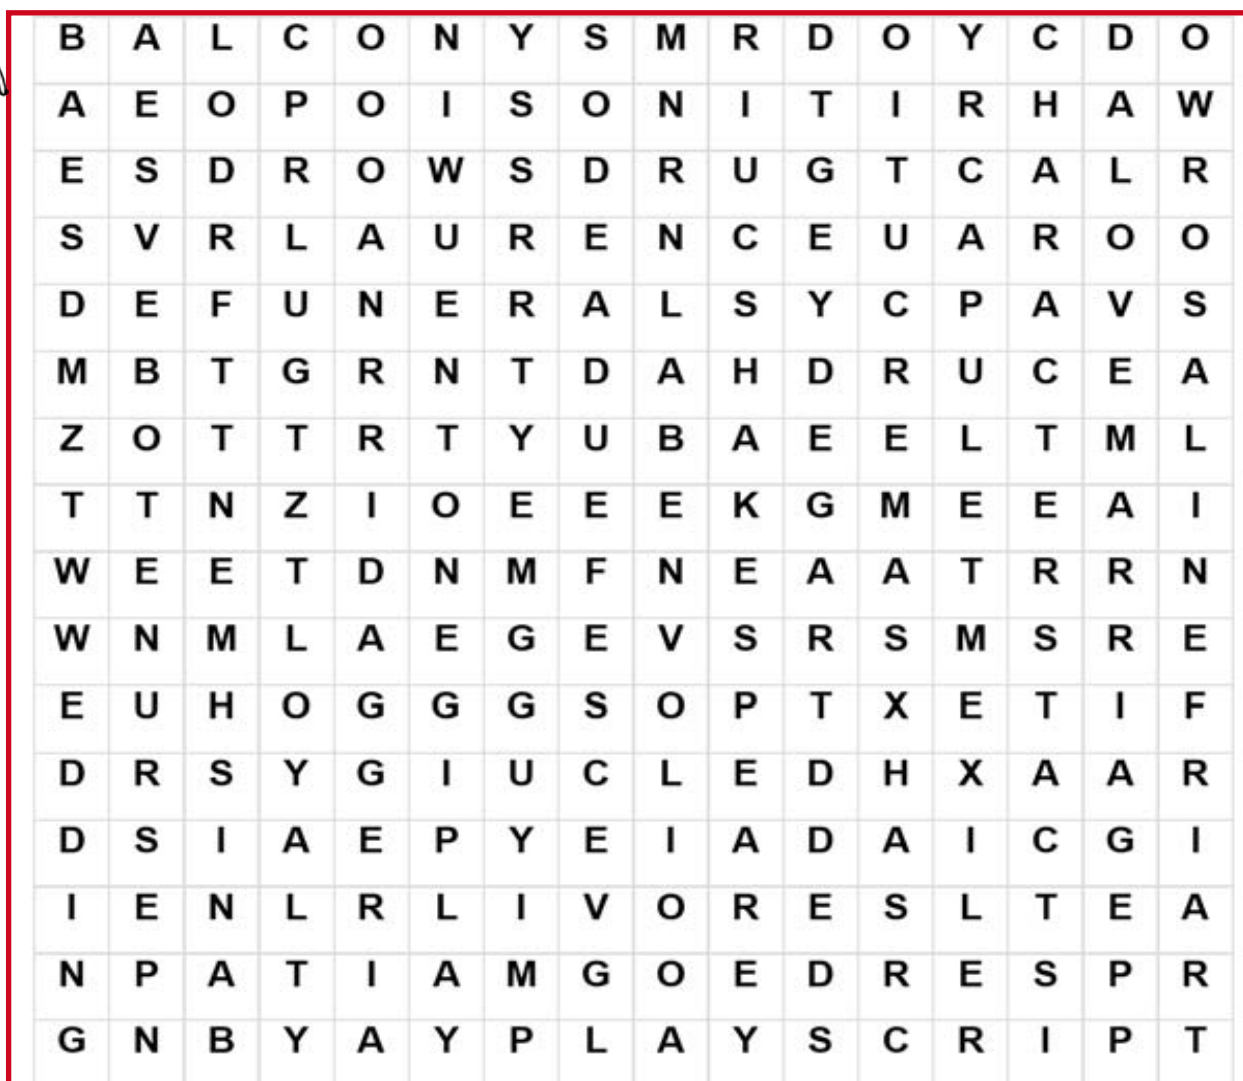 B A L C O N Y S M R D O Y C D O
A E O P O I S O N I T I R H A W
E S D R O W S D R U G T C A L R
S V R L A U R E N C E U A R O O
D E F U N E R A L S Y C P A V S
M B T G R N T D A H D R U C E A
Z O T T R T Y U B A E E L T M L
T T N Z I O E E E K G M E E A I
W E E T D N M F N E A A T R R N
W N M L A E G E V S R S M S R E
E U H O G G G S O P T X E T I F
D R S Y G I U C L E D H X A A R
D S I A E P Y E I A D A I C G I
I E N L R L I V O R E S L T E A
N P A T I A M G O E D R E S P R
G N B Y A Y P L A Y S C R I P T